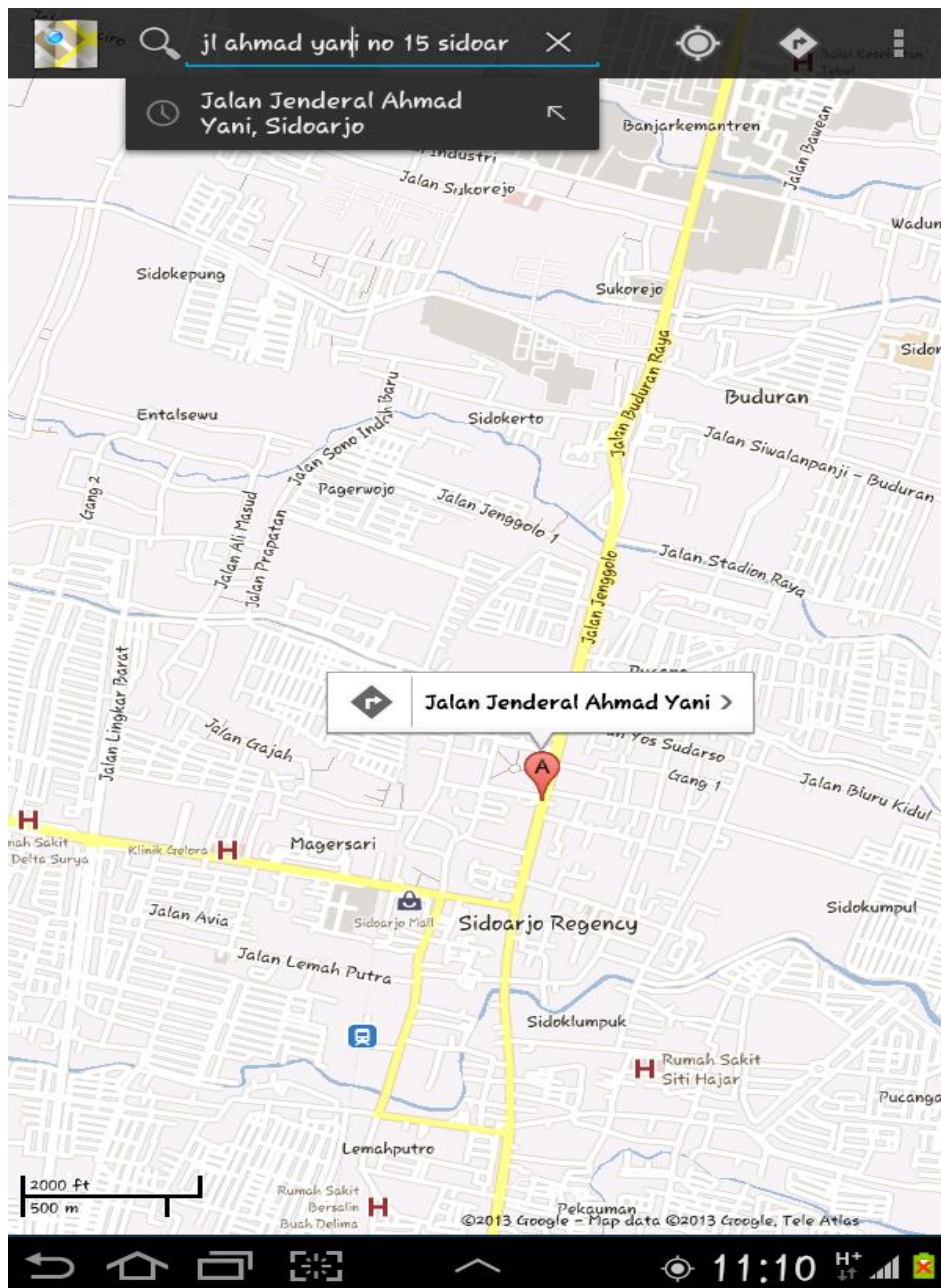 jl ahmad yani no 15 sidoar
Jalan Jenderal Ahmad
Yani, Sidoarjo
Banjarkemantren
Jalan Bawean
Industri
Jalan Sukorejo
Wadun
Sidokepung
Sukorejo
Sidor
Jalan Buduran Raya
Buduran
Entalsewu
Jalan Sono Indah Baru
Sidokerto
Jalan Siwalanpanji - Buduran
Gang 2
Pagerwojo
Jalan Jenggolo 1
Jalan Ali Masud
Jalan Prapatan
Jalan Stadion Raya
Jalan Jenggolo
Jalan Lingkar Barat
Jalan Jenderal Ahmad Yani
Jalan Gajah
Yos Sudarso
A
Gang 1
Jalan Bluru Kidul
H
mah Sakit
Delta Surya
Klinik Gelora H
Magersari
Jalan Avia
Sidoarjo Mall
Sidoarjo Regency
Sidokumpul
Jalan Lemah Putra
Sidoklumpuk
H Rumah Sakit
Siti Hajar
Pucanga
Lemahputro
2000 ft
500 m
Rumah Sakit
Bersalin H
Buah Delima
Pekauman
©2013 Google - Map data ©2013 Google, Tele Atlas
11:10 H+